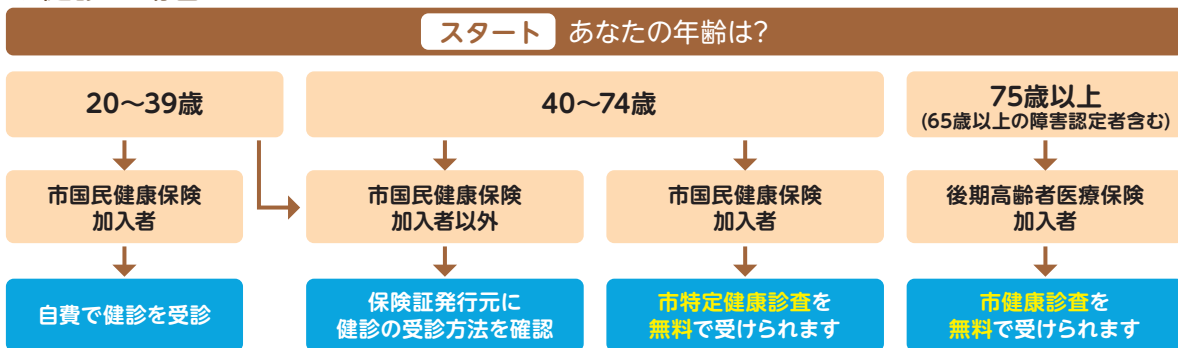 スタート あなたの年齢は?
20〜39歳
40〜74歳
75歳以上
(65歳以上の障害認定者含む)
市国民健康保険
加入者
市国民健康保険
加入者以外
市国民健康保険
加入者
後期高齢者医療保険
加入者
自費で健診を受診
保険証発行元に
健診の受診方法を確認
市特定健康診査を
無料で受けられます
市健康診査を
無料で受けられます